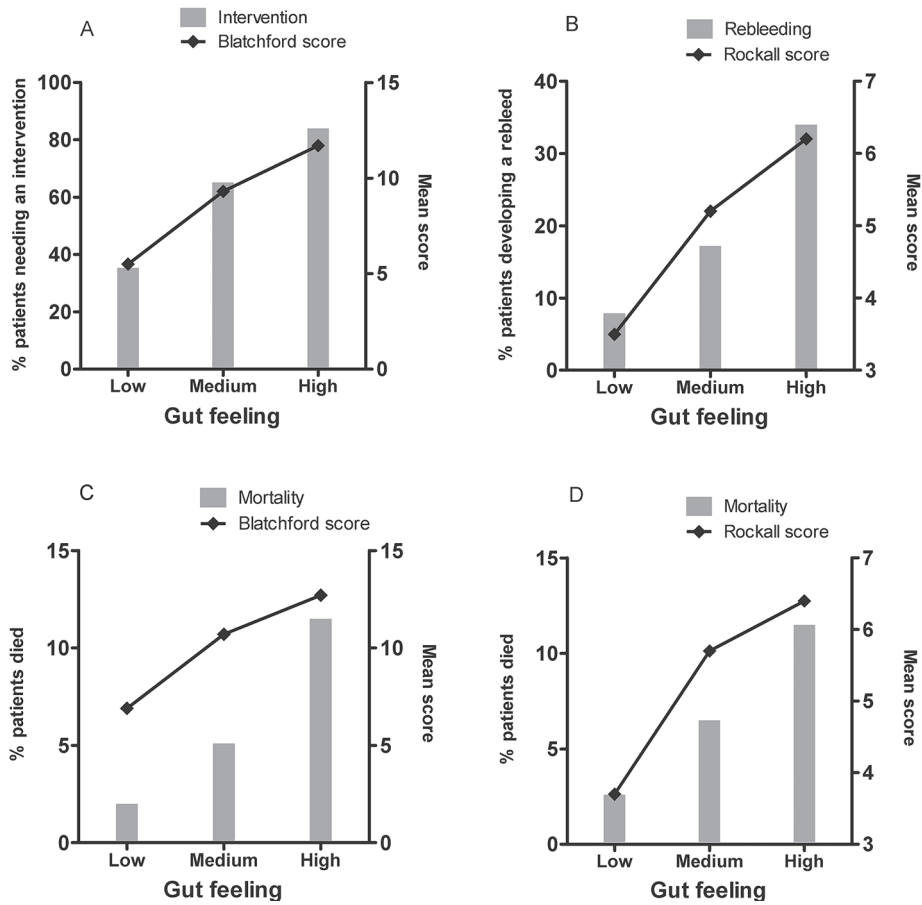 A
Intervention
Blatchford score
% patients needing an intervention
100
80
60
40
20
0
15
10
5
0
Mean score
Low Medium High
Gut feeling
B
Rebleeding
Rockall score
% patients developing a rebleed
40
30
20
10
0
7
6
5
4
3
Mean score
Low Medium High
Gut feeling
C
Mortality
Blatchford score
% patients died
15
10
5
0
15
10
5
0
Mean score
Low Medium High
Gut feeling
D
Mortality
Rockall score
% patients died
15
10
5
0
7
6
5
4
3
Mean score
Low Medium High
Gut feeling